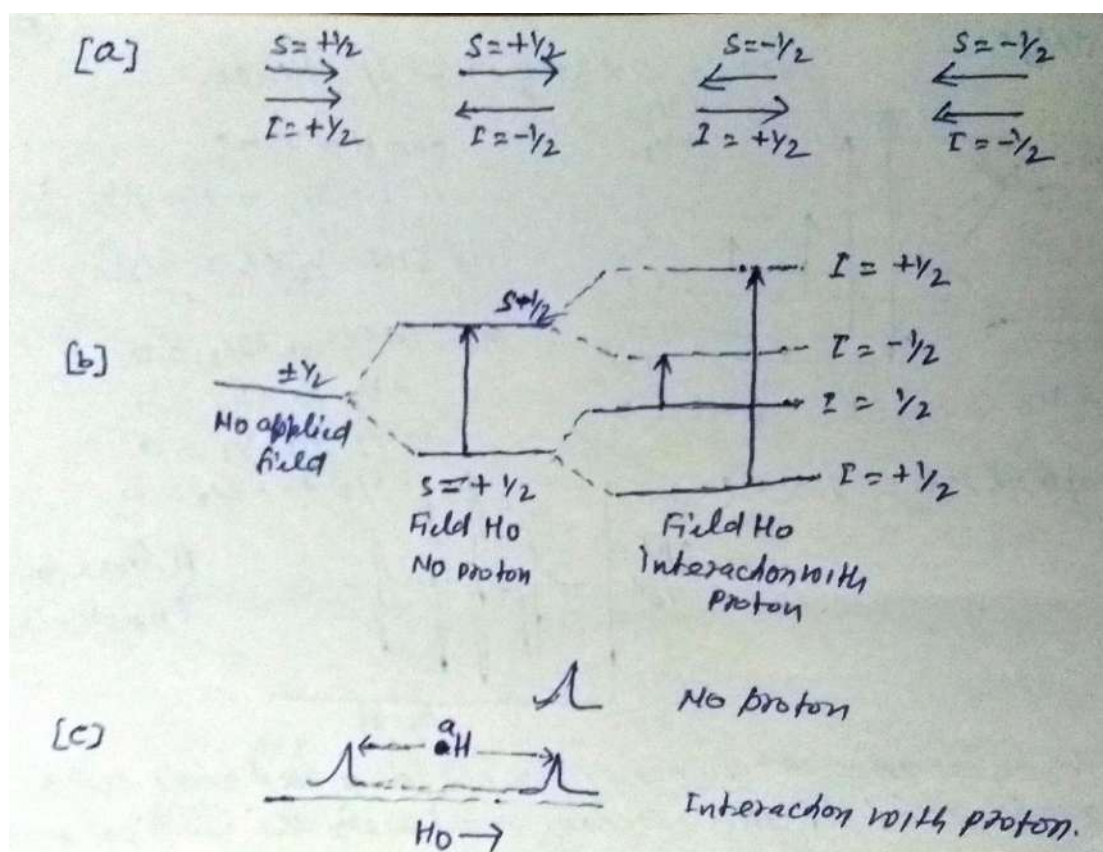 [a] S=+1/2 S=+1/2 S=-1/2 S=-1/2
I=+1/2 I=-1/2 I=+1/2 I=-1/2
I = +1/2
S+1/2
[b] ±1/2 I = -1/2
I = 1/2
No applied
field
S=+1/2 I=+1/2
Field Ho Field Ho
No proton Interaction with
Proton
No proton
[c] aH
Interaction with proton.
Ho →